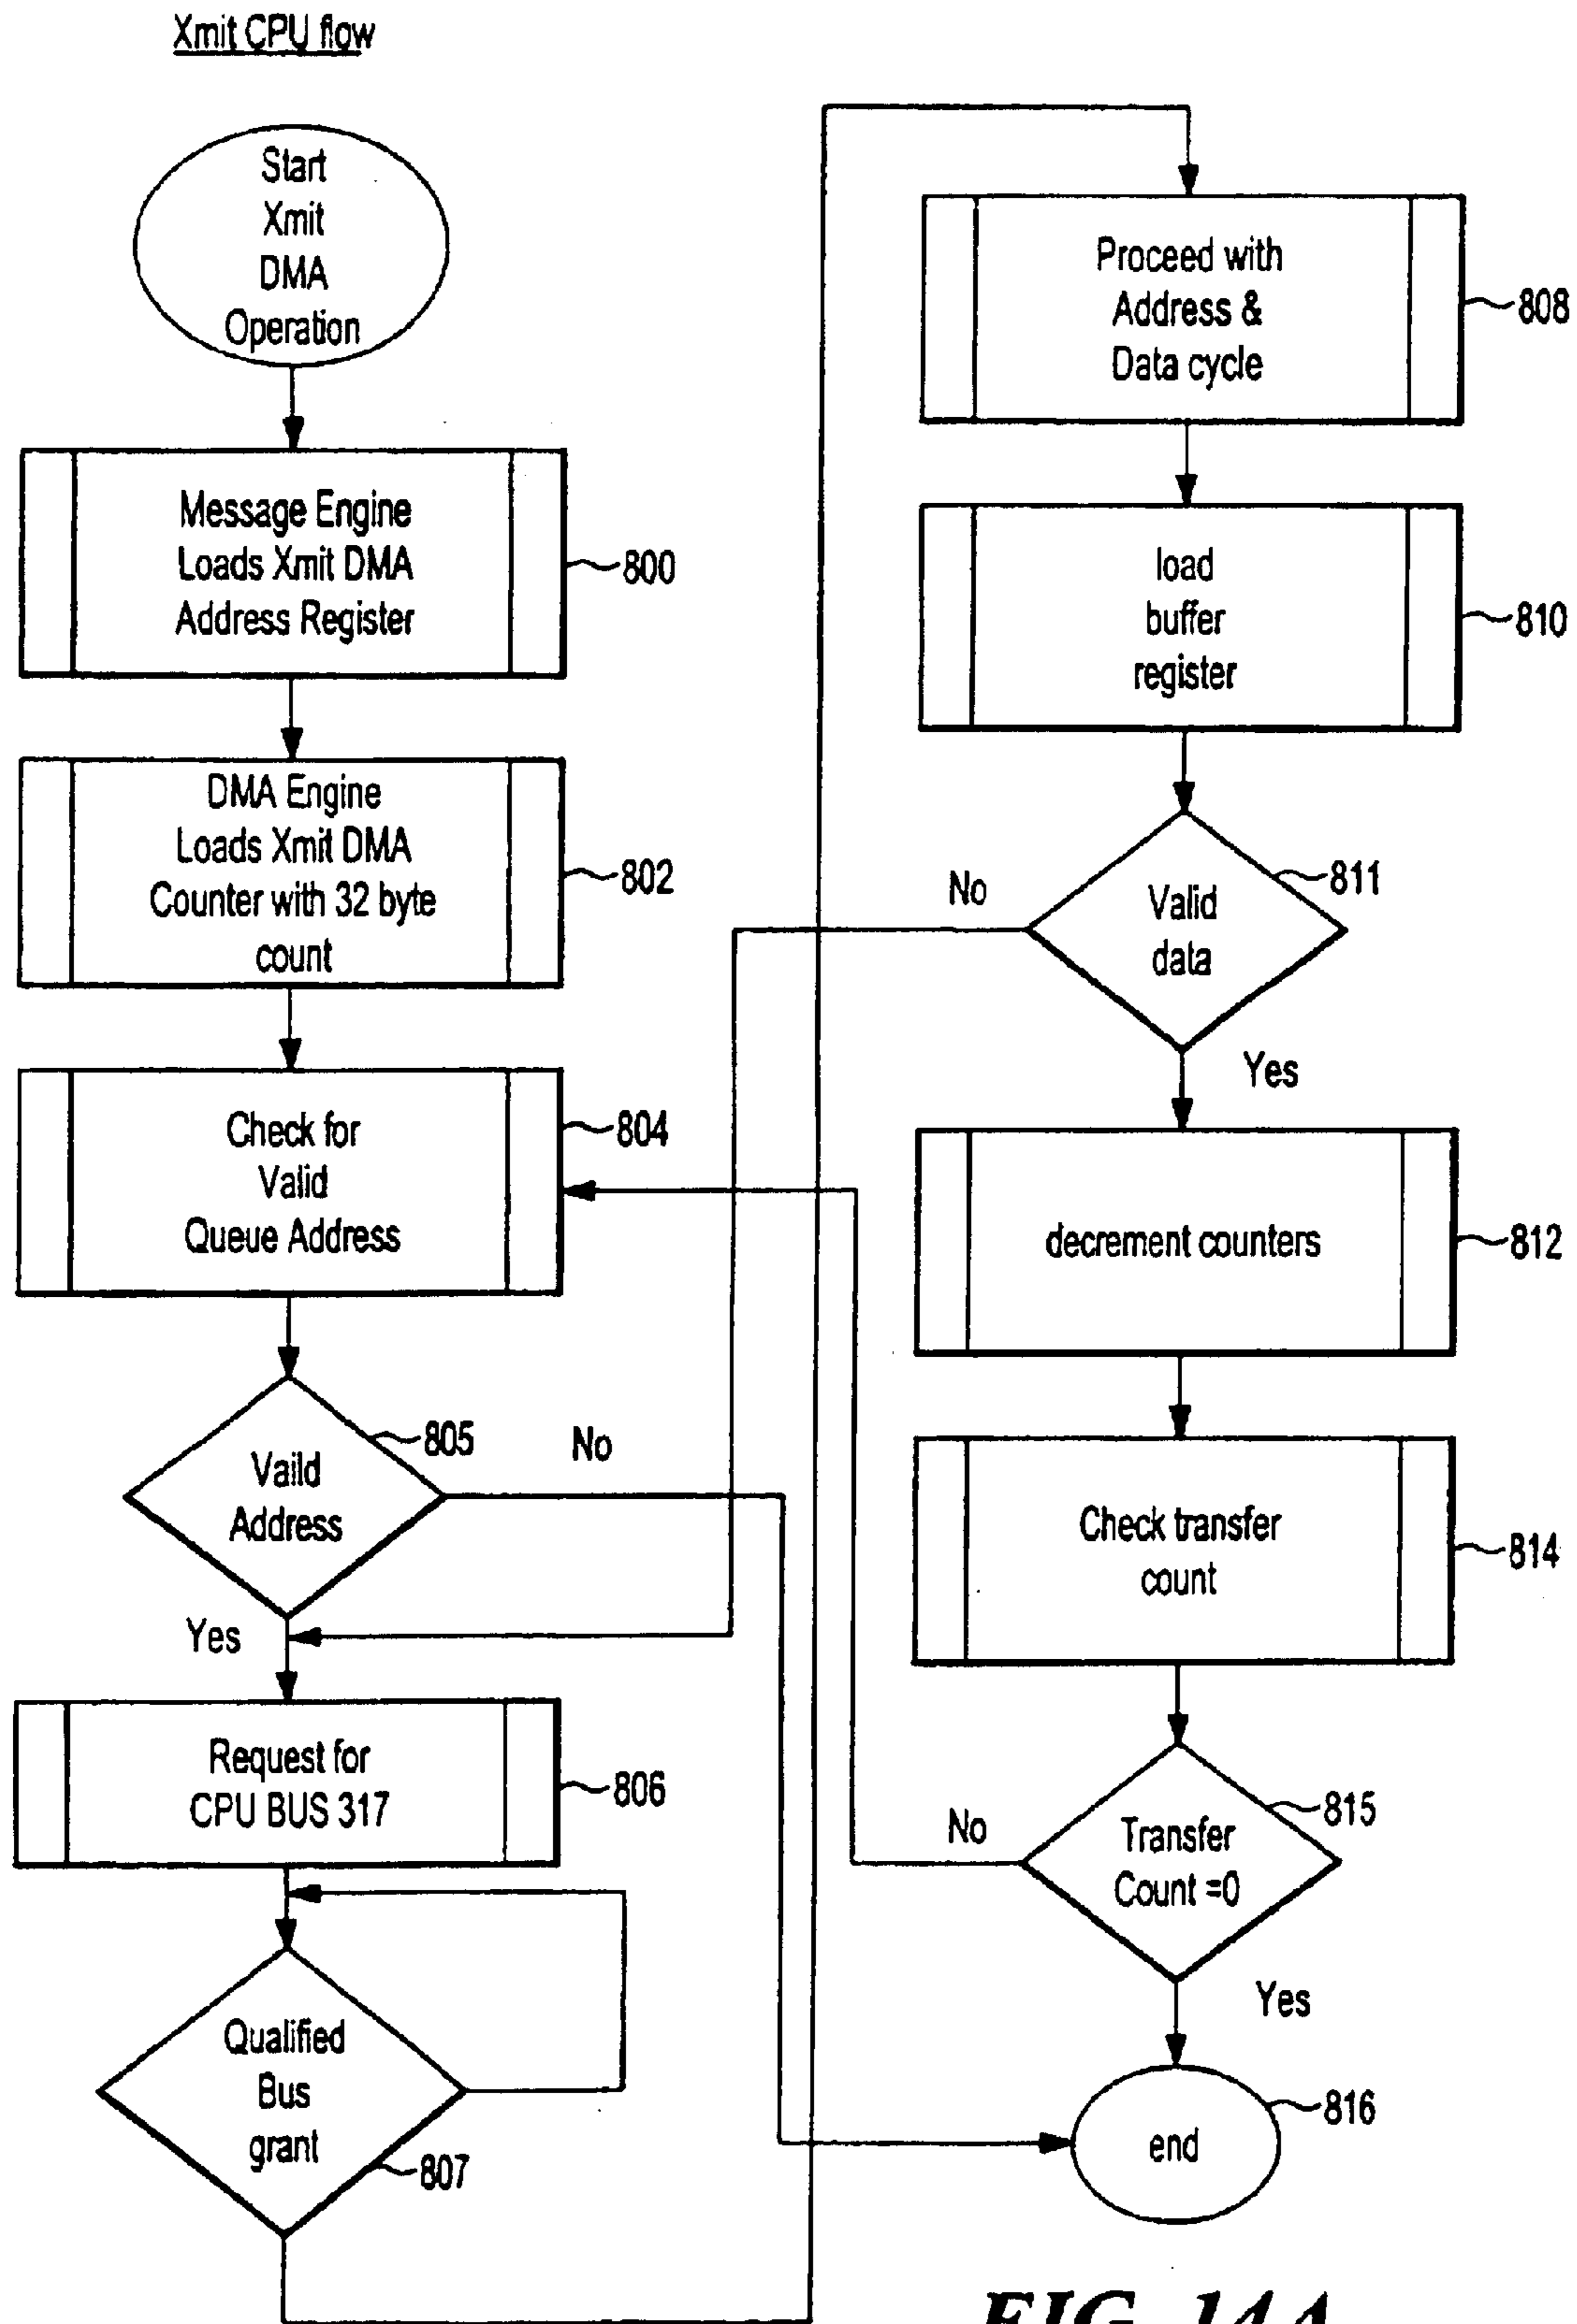 Xmit CPU flow
Start
Xmit
DMA
Operation
Message Engine
Loads Xmit DMA
Address Register
800
DMA Engine
Loads Xmit DMA
Counter with 32 byte
count
802
Check for
Valid
Queue Address
804
Vaild
Address
805
No
Yes
Request for
CPU BUS 317
806
Qualified
Bus
grant
807
Proceed with
Address &
Data cycle
808
load
buffer
register
810
Valid
data
811
No
Yes
decrement counters
812
Check transfer
count
814
Transfer
Count =0
815
No
Yes
end
816
FIG. 14A